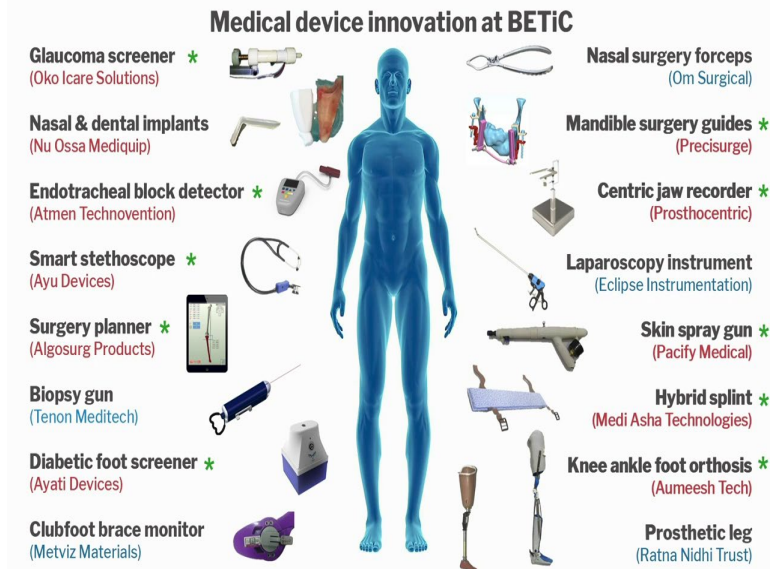 Medical device innovation at BETiC
Glaucoma screener *
(Oko Icare Solutions)
Nasal & dental implants
(Nu Ossa Mediquip)
Endotracheal block detector *
(Atmen Technovention)
Smart stethoscope *
(Ayu Devices)
Surgery planner *
(Algosurg Products)
Biopsy gun
(Tenon Meditech)
Diabetic foot screener *
(Ayati Devices)
Clubfoot brace monitor
(Metviz Materials)
Nasal surgery forceps
(Om Surgical)
Mandible surgery guides *
(Precisurge)
Centric jaw recorder *
(Prosthocentric)
Laparoscopy instrument
(Eclipse Instrumentation)
Skin spray gun *
(Pacify Medical)
Hybrid splint *
(Medi Asha Technologies)
Knee ankle foot orthosis *
(Aumeesh Tech)
Prosthetic leg
(Ratna Nidhi Trust)